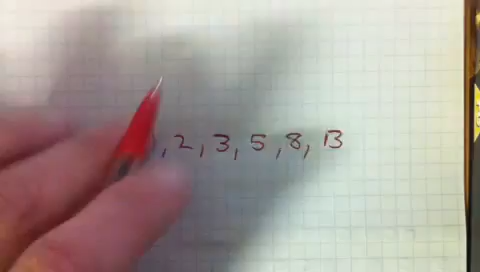 , 2, 3, 5, 8, 13